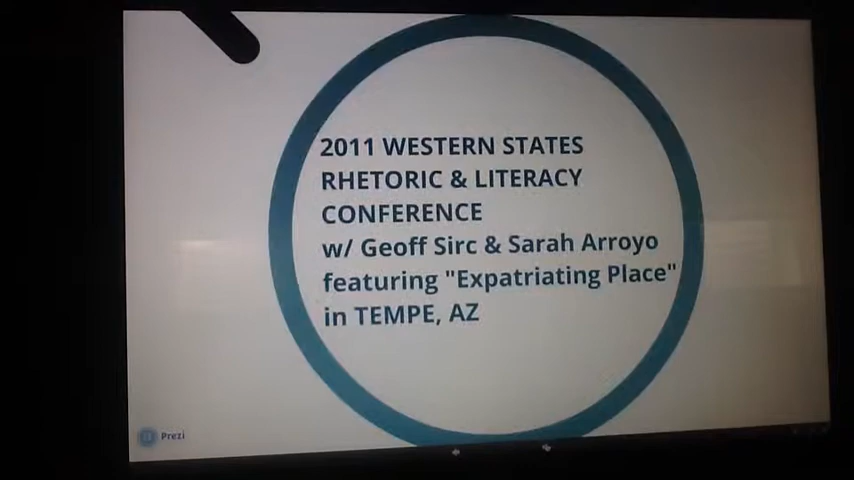 2011 WESTERN STATES
RHETORIC & LITERACY
CONFERENCE
w/ Geoff Sirc & Sarah Arroyo
featuring "Expatriating Place"
in TEMPE, AZ
Prezi